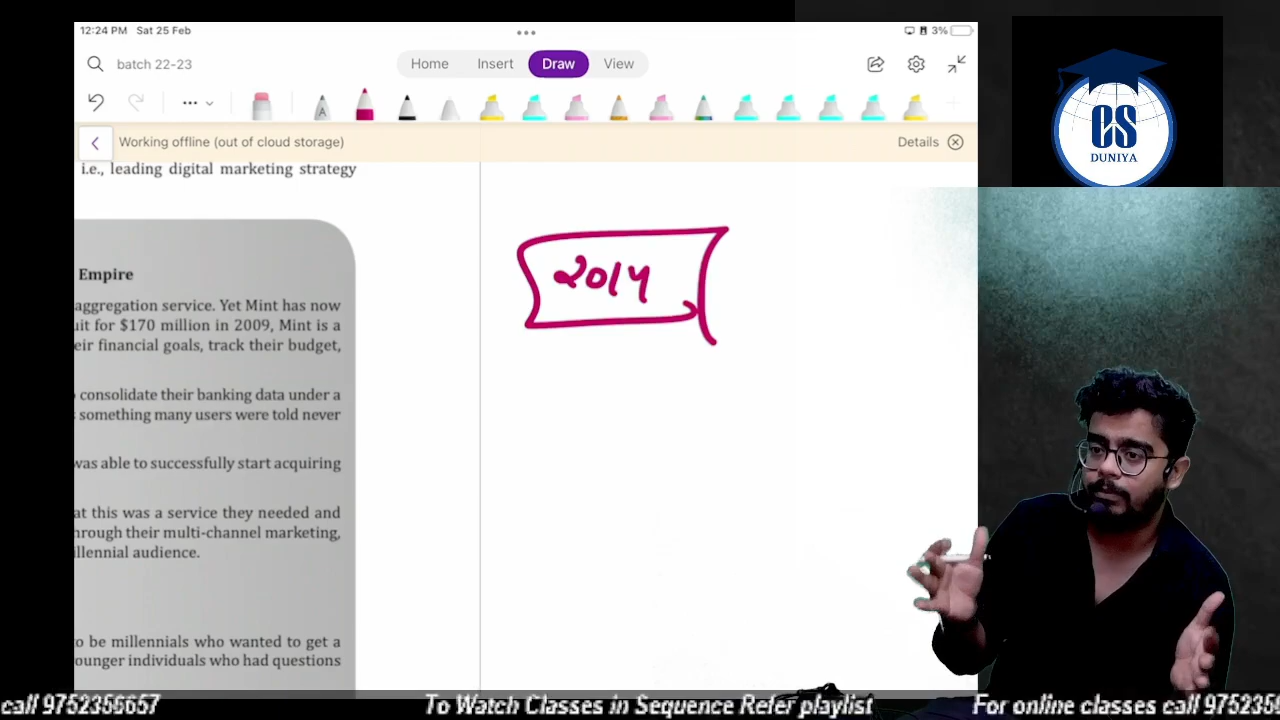 12:24 PM Sat 25 Feb
3%
batch 22-23
Home Insert Draw View
A
Working offline (out of cloud storage)
Details
i.e., leading digital marketing strategy
Empire
aggregation service. Yet Mint has now
uit for $170 million in 2009, Mint is a
eir financial goals, track their budget,
consolidate their banking data under a
something many users were told never
was able to successfully start acquiring
at this was a service they needed and
hrough their multi-channel marketing,
illennial audience.
o be millennials who wanted to get a
ounger individuals who had questions
2014
CS
DUNIYA
call 9752356657 To Watch Classes in Sequence Refer playlist For online classes call 975235